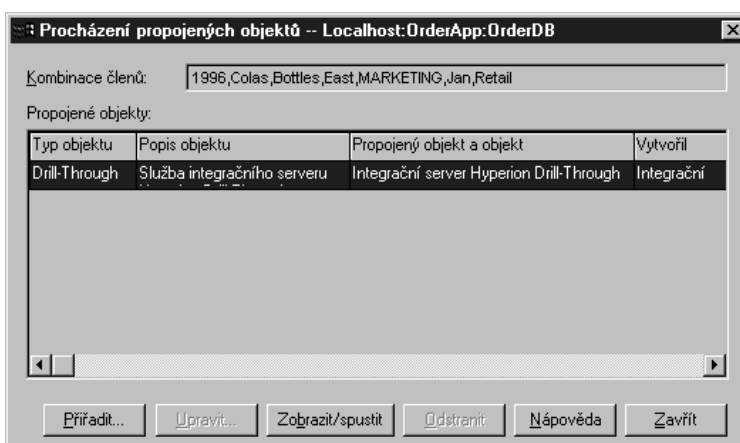 Procházení propojených objektů -- Localhost:OrderApp:OrderDB
Kombinace členů: 1996,Colas,Bottles,East,MARKETING,Jan,Retail
Propojené objekty:
Typ objektu Popis objektu Propojený objekt a objekt Vytvořil
Drill-Through Služba integračního serveru Integrační server Hyperion Drill-Through Integrační
Přiřadit... Upravit... Zobrazit/spustit Odstranit Nápověda Zavřít